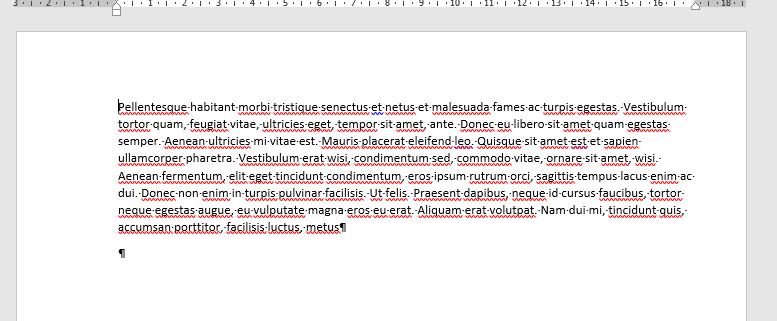 3 2 1 1 2 3 4 5 6 7 8 9 10 11 12 13 14 15 16 18
Pellentesque·habitant·morbi·tristique·senectus·et·netus·et·malesuada·fames·ac·turpis·egestas.·Vestibulum·
tortor·quam,·feugiat·vitae,·ultricies·eget,·tempor·sit·amet,·ante.·Donec·eu·libero·sit·amet·quam·egestas·
semper.·Aenean·ultricies·mi·vitae·est.·Mauris·placerat·eleifend·leo.·Quisque·sit·amet·est·et·sapien·
ullamcorper·pharetra.·Vestibulum·erat·wisi,·condimentum·sed,·commodo·vitae,·ornare·sit·amet,·wisi.·
Aenean·fermentum,·elit·eget·tincidunt·condimentum,·eros·ipsum·rutrum·orci,·sagittis·tempus·lacus·enim·ac·
dui.·Donec·non·enim·in·turpis·pulvinar·facilisis.·Ut·felis.·Praesent·dapibus,·neque·id·cursus·faucibus,·tortor·
neque·egestas·augue,·eu·vulputate·magna·eros·eu·erat.·Aliquam·erat·volutpat.·Nam·dui·mi,·tincidunt·quis,·
accumsan·porttitor,·facilisis·luctus,·metus¶
¶